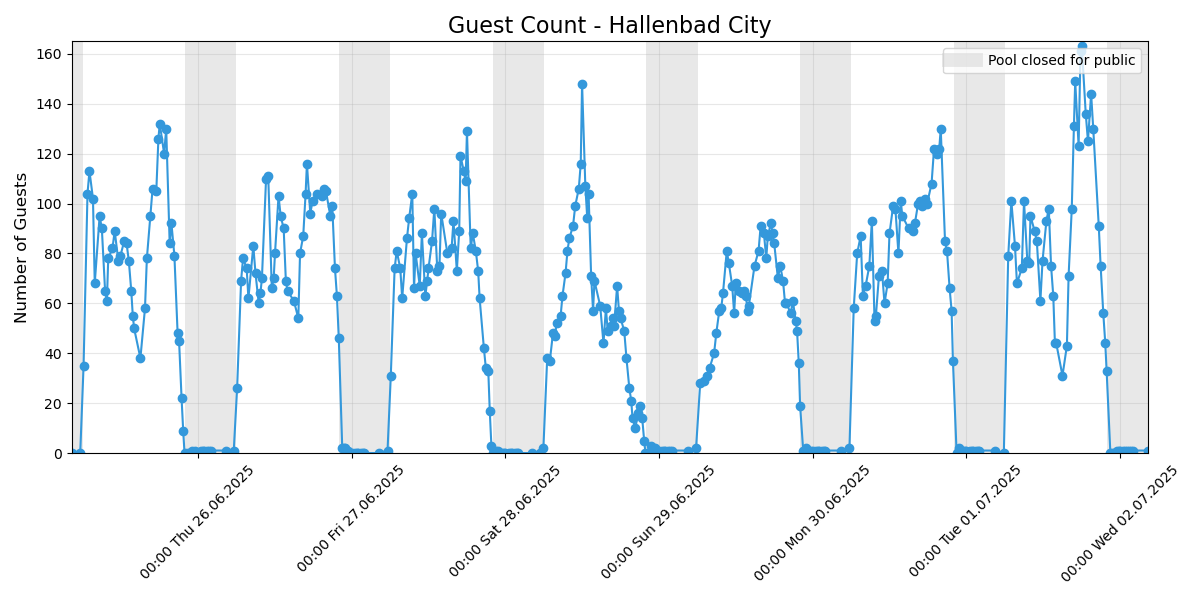 Guest Count - Hallenbad City
Pool closed for public
Number of Guests
160
140
120
100
80
60
40
20
0
00:00 Thu 26.06.2025
00:00 Fri 27.06.2025
00:00 Sat 28.06.2025
00:00 Sun 29.06.2025
00:00 Mon 30.06.2025
00:00 Tue 01.07.2025
00:00 Wed 02.07.2025